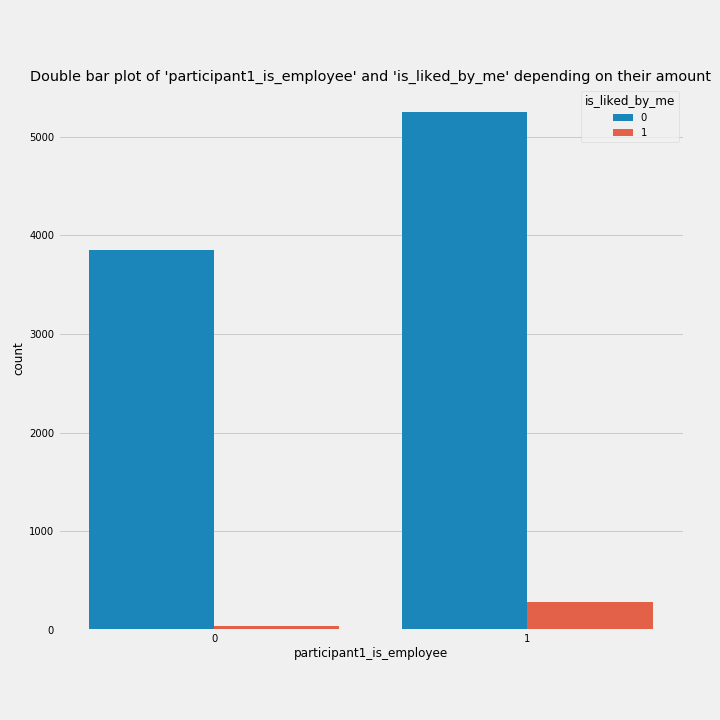 Double bar plot of 'participant1_is_employee' and 'is_liked_by_me' depending on their amount
is_liked_by_me
0
1
5000
4000
3000
2000
1000
0
count
0
1
participant1_is_employee